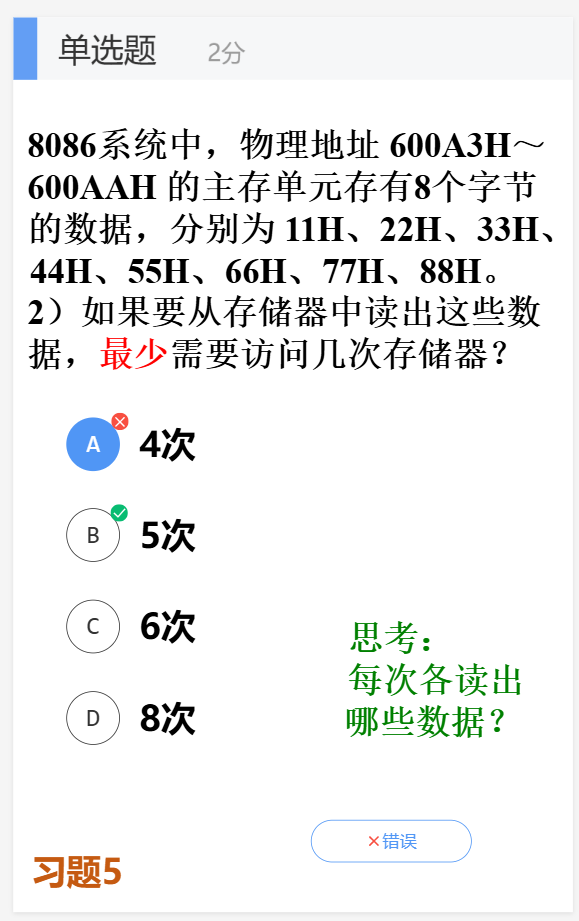 单选题 2分
8086系统中，物理地址 600A3H～
600AAH 的主存单元存有8个字节
的数据，分别为 11H、22H、33H、
44H、55H、66H、77H、88H。
2）如果要从存储器中读出这些数
据，最少需要访问几次存储器？
A 4次
B 5次
C 6次
D 8次
思考：
每次各读出
哪些数据？
×错误
习题5